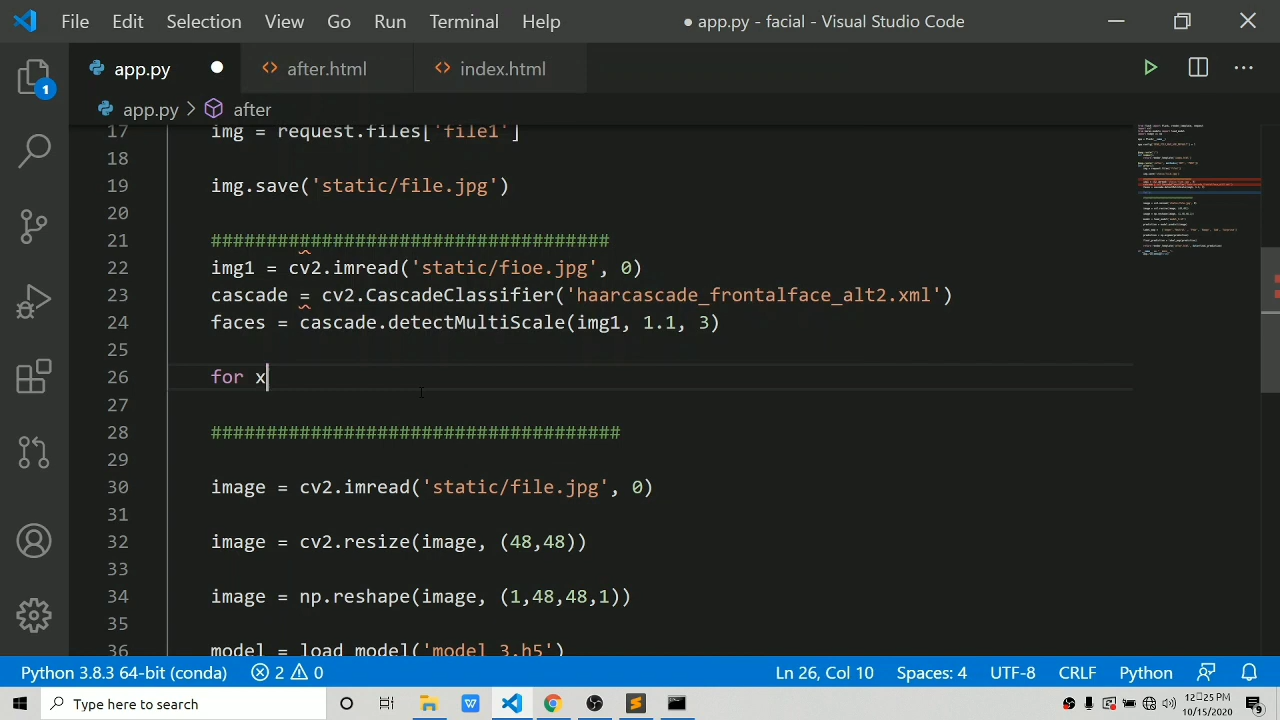 File Edit Selection View Go Run Terminal Help ● app.py - facial - Visual Studio Code
app.py after.html index.html
1
app.py > after
17 img = request.files['file1']
18
19 img.save('static/file.jpg')
20
21 ####################################
22 img1 = cv2.imread('static/fioe.jpg', 0)
23 cascade = cv2.CascadeClassifier('haarcascade_frontalface_alt2.xml')
24 faces = cascade.detectMultiScale(img1, 1.1, 3)
25
26 for x
27
28 #####################################
29
30 image = cv2.imread('static/file.jpg', 0)
31
32 image = cv2.resize(image, (48,48))
33
34 image = np.reshape(image, (1,48,48,1))
35
36 model = load_model('model_3.h5')
Python 3.8.3 64-bit (conda) 2 0 Ln 26, Col 10 Spaces: 4 UTF-8 CRLF Python
Type here to search
12:25 PM
10/15/2020
9